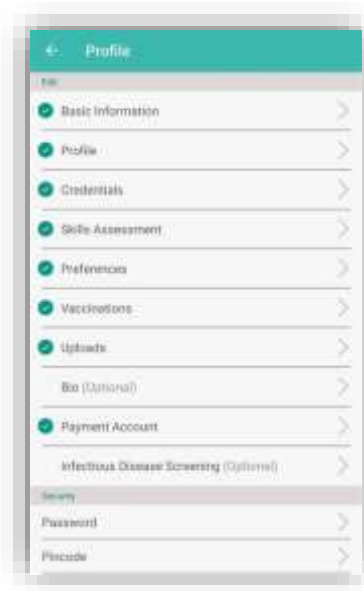 Profile
Edit
Basic Information
Profile
Credentials
Skills Assessment
Preferences
Vaccinations
Uploads
Bio (Optional)
Payment Account
Infectious Disease Screening (Optional)
Security
Password
Pincode